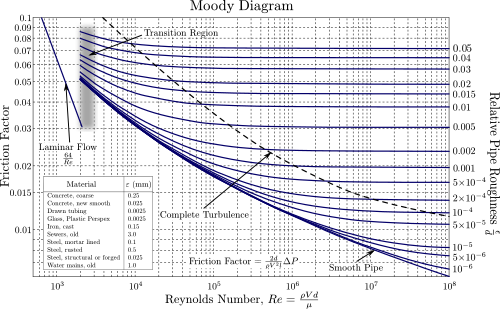 Moody Diagram
Transition Region
Friction Factor
0.1
0.09
0.08
0.07
0.06
0.05
0.04
0.03
0.02
0.015
0.01
Laminar Flow
64
Re
Material ε (mm)
Concrete, coarse 0.25
Concrete, new smooth 0.025
Drawn tubing 0.0025
Glass, Plastic Perspex 0.0025
Iron, cast 0.15
Sewers, old 3.0
Steel, mortar lined 0.1
Steel, rusted 0.5
Steel, structural or forged 0.025
Water mains, old 1.0
Complete Turbulence
Friction Factor = 2d/ρV²l ΔP
Smooth Pipe
0.05
0.04
0.03
0.02
0.015
0.01
0.005
0.002
0.001
5×10⁻⁴
2×10⁻⁴
10⁻⁴
5×10⁻⁵
10⁻⁵
5×10⁻⁶
10⁻⁶
Relative Pipe Roughness ε/d
10³ 10⁴ 10⁵ 10⁶ 10⁷ 10⁸
Reynolds Number, Re = ρVd/μ